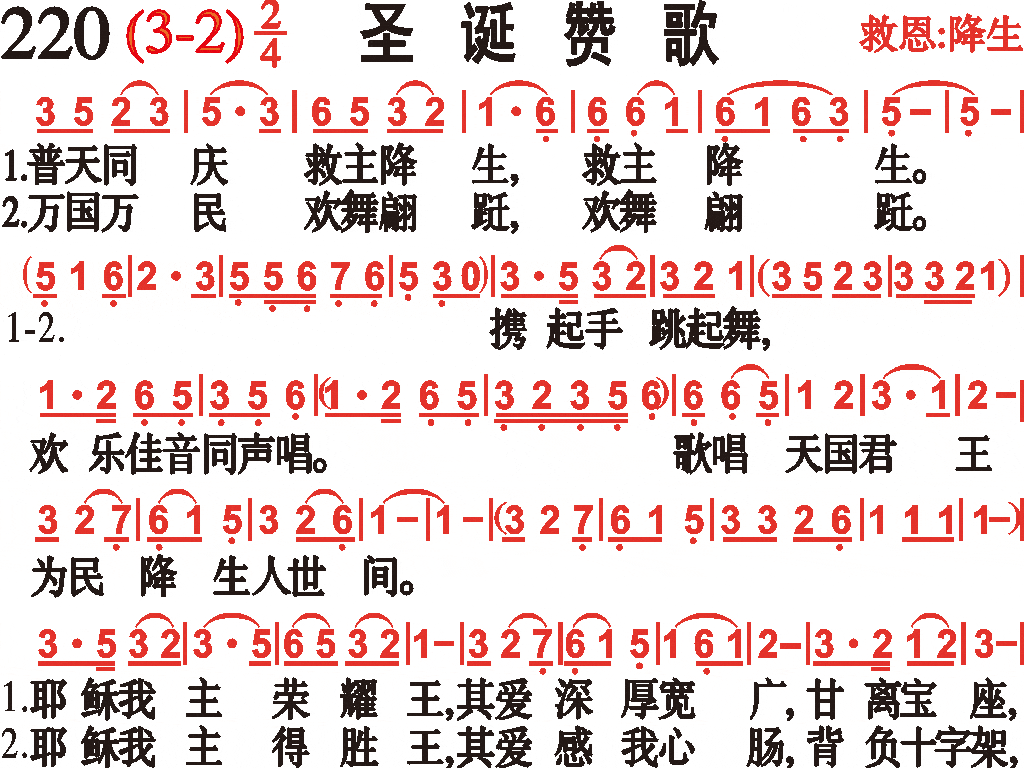 220 (3-2) 2/4 圣诞赞歌 救恩:降生
3 5 2 3 | 5·3 | 6 5 3 2 | 1·6 | 6 6 1 | 6 1 6 3 | 5 - | 5 - |
1.普天同 庆 救主降 生, 救主 降 生。
2.万国万 民 欢舞翩 跹, 欢舞 翩 跹。
(5 1 6 | 2·3 | 5 5 6 7 6 | 5 3 0) | 3·5 3 2 | 3 2 1 | (3 5 2 3 | 3 3 2 1) |
1-2. 携 起手 跳起舞,
1·2 6 5 | 3 5 6 | (1·2 6 5 | 3 2 3 5 6) | 6 6 5 | 1 2 | 3·1 | 2 - |
欢 乐佳音同声唱。 歌唱 天国君 王
3 2 7 | 6 1 5 | 3 2 6 | 1 - | 1 - | (3 2 7 | 6 1 5 | 3 3 2 6 | 1 1 1 | 1 -)
为民 降 生人世 间。
3·5 3 2 | 3·5 | 6 5 3 2 | 1 - | 3 2 7 | 6 1 5 | 1 6 1 | 2 - | 3·2 1 2 | 3 - |
1.耶 稣我 主 荣 耀 王,其爱 深 厚宽 广, 甘 离宝 座,
2.耶 稣我 主 得 胜 王,其爱 感 我心 肠, 背 负十字架,